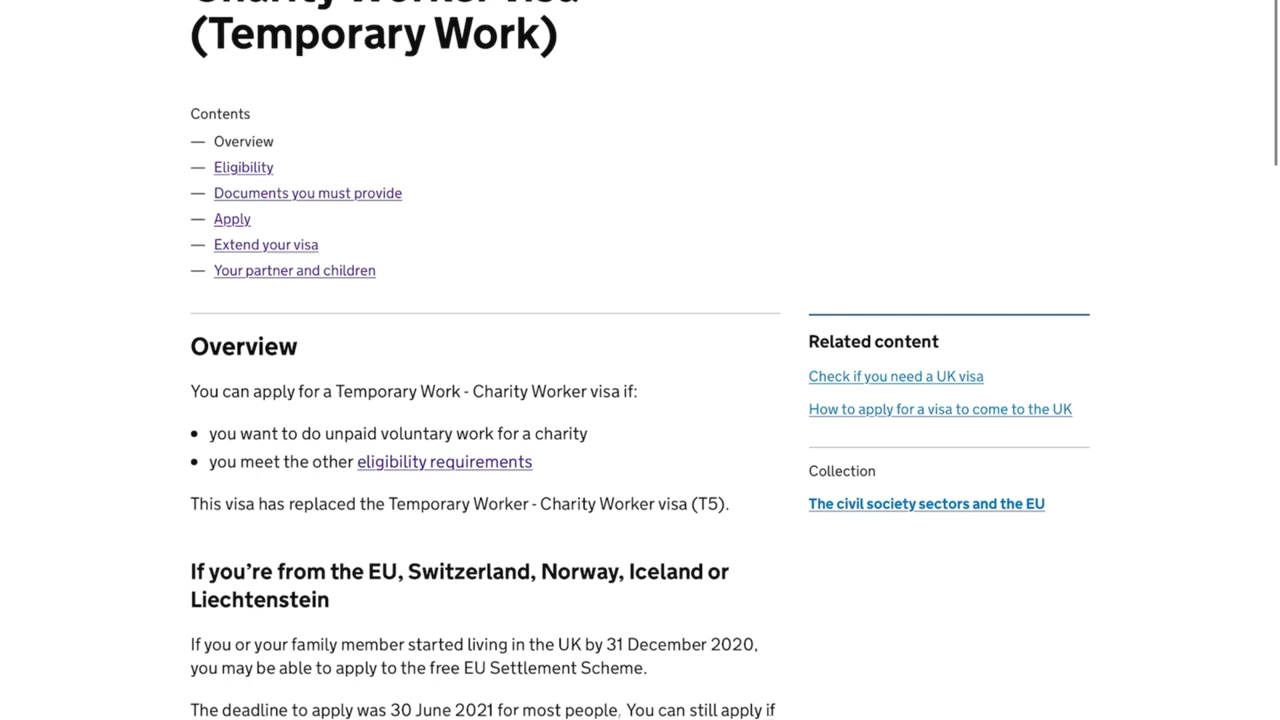 Charity Worker visa
(Temporary Work)
Contents
— Overview
— Eligibility
— Documents you must provide
— Apply
— Extend your visa
— Your partner and children
Overview
You can apply for a Temporary Work - Charity Worker visa if:
• you want to do unpaid voluntary work for a charity
• you meet the other eligibility requirements
This visa has replaced the Temporary Worker - Charity Worker visa (T5).
If you’re from the EU, Switzerland, Norway, Iceland or
Liechtenstein
If you or your family member started living in the UK by 31 December 2020,
you may be able to apply to the free EU Settlement Scheme.
The deadline to apply was 30 June 2021 for most people. You can still apply if
Related content
Check if you need a UK visa
How to apply for a visa to come to the UK
Collection
The civil society sectors and the EU